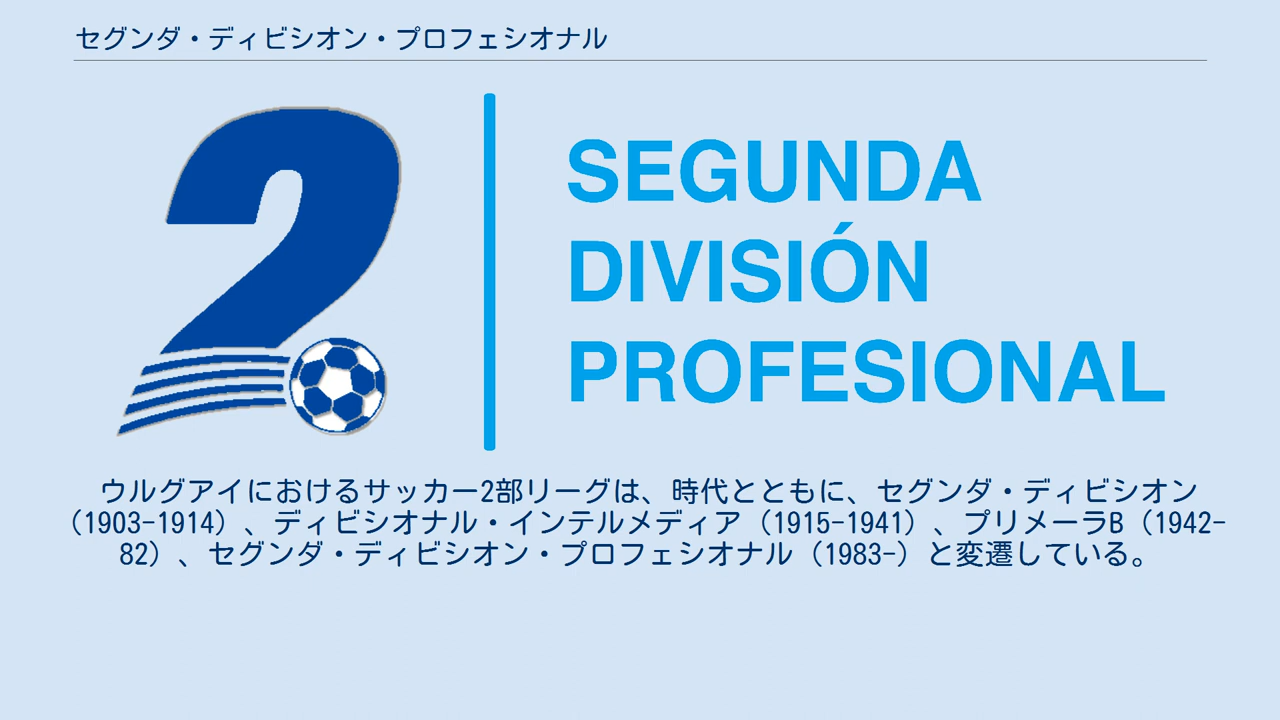 セグンダ・ディビシオン・プロフェシオナル
2
SEGUNDA
DIVISIÓN
PROFESIONAL
ウルグアイにおけるサッカー2部リーグは、時代とともに、セグンダ・ディビシオン
（1903-1914）、ディビシオナル・インテルメディア（1915-1941）、プリメーラB（1942-
82）、セグンダ・ディビシオン・プロフェシオナル（1983-）と変遷している。